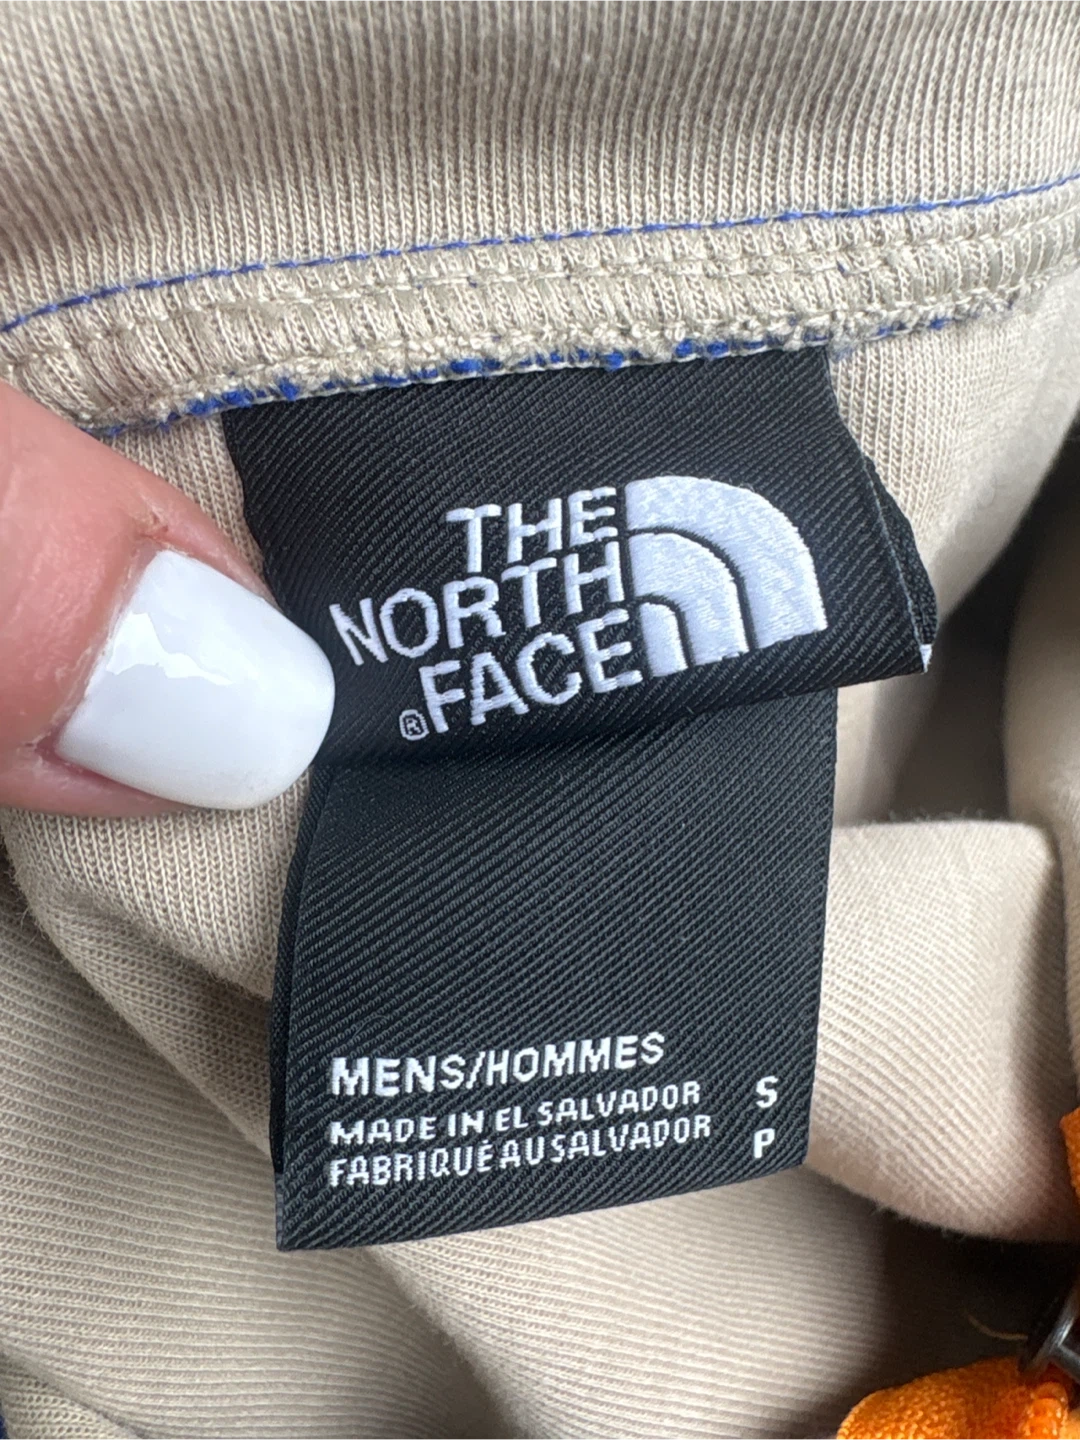 THE
NORTH
FACE
®
MENS/HOMMES
MADE IN EL SALVADOR S
FABRIQUÉ AU SALVADOR P